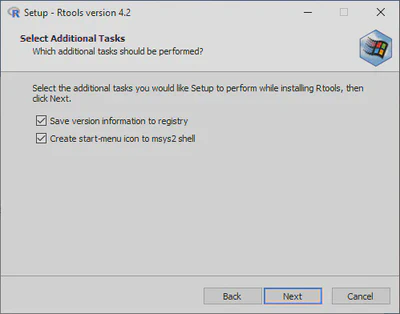 Setup - Rtools version 4.2
Select Additional Tasks
Which additional tasks should be performed?
Select the additional tasks you would like Setup to perform while installing Rtools, then
click Next.
Save version information to registry
Create start-menu icon to msys2 shell
Back
Next
Cancel